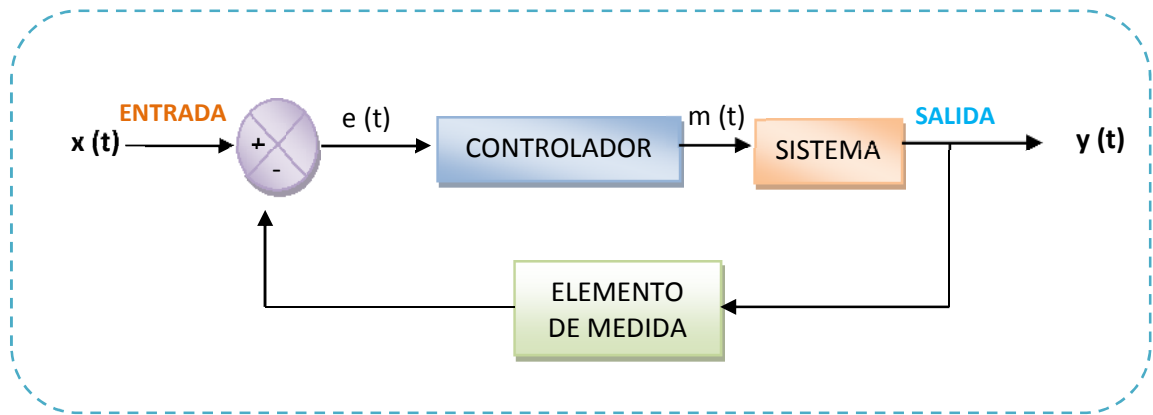 ENTRADA
x (t)
+
-
e (t)
CONTROLADOR
m (t)
SISTEMA
SALIDA
y (t)
ELEMENTO
DE MEDIDA